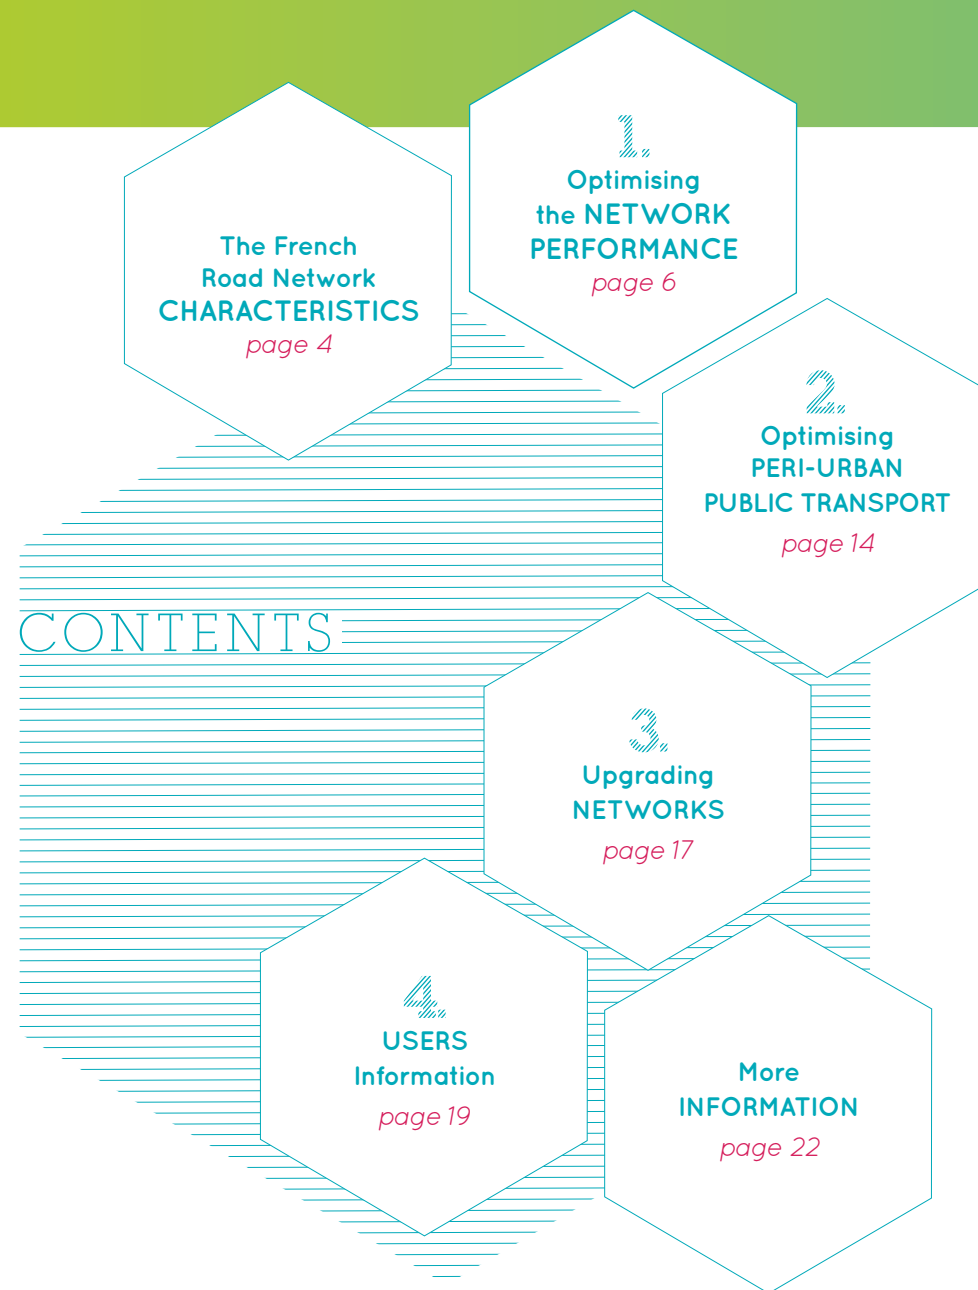 The French
Road Network
CHARACTERISTICS
page 4
1.
Optimising
the NETWORK
PERFORMANCE
page 6
2.
Optimising
PERI-URBAN
PUBLIC TRANSPORT
page 14
CONTENTS
3.
Upgrading
NETWORKS
page 17
4.
USERS
Information
page 19
More
INFORMATION
page 22